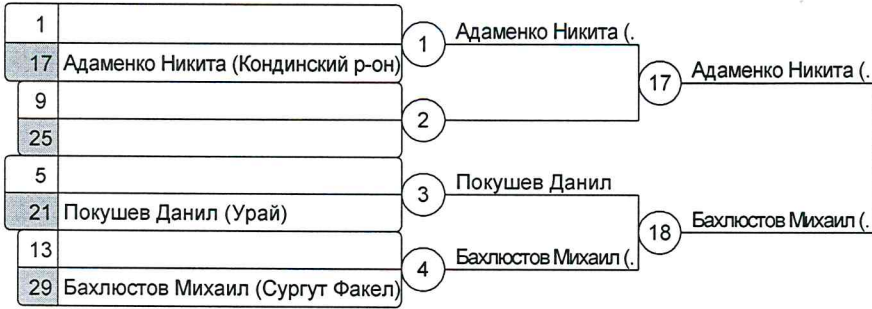 1
17 Адаменко Никита (Кондинский р-он)
1 Адаменко Никита (.
9
25
2
17 Адаменко Никита (.
5
21 Покушев Данил (Урай)
3 Покушев Данил
13
29 Бахлюстов Михаил (Сургут Факел)
4 Бахлюстов Михаил (.
18 Бахлюстов Михаил (.